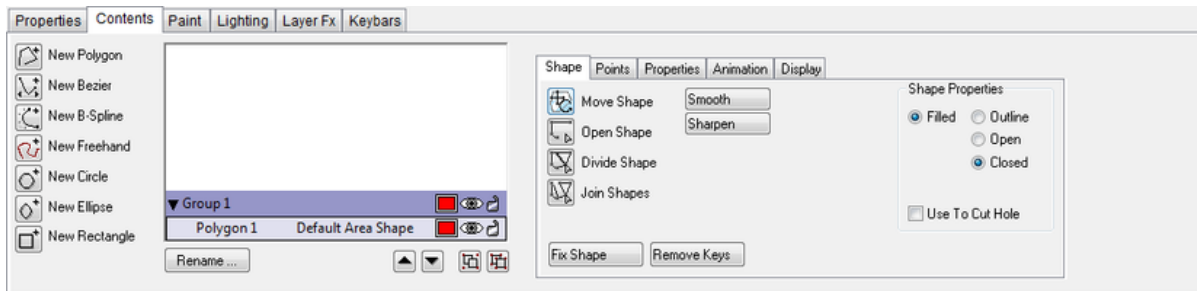 Properties Contents Paint Lighting Layer Fx Keybars
New Polygon
New Bezier
New B-Spline
New Freehand
New Circle
New Ellipse
New Rectangle
Group 1
Polygon 1 Default Area Shape
Rename ...
Shape Points Properties Animation Display
Move Shape
Open Shape
Divide Shape
Join Shapes
Smooth
Sharpen
Fix Shape Remove Keys
Shape Properties
Filled Outline
Open
Closed
Use To Cut Hole